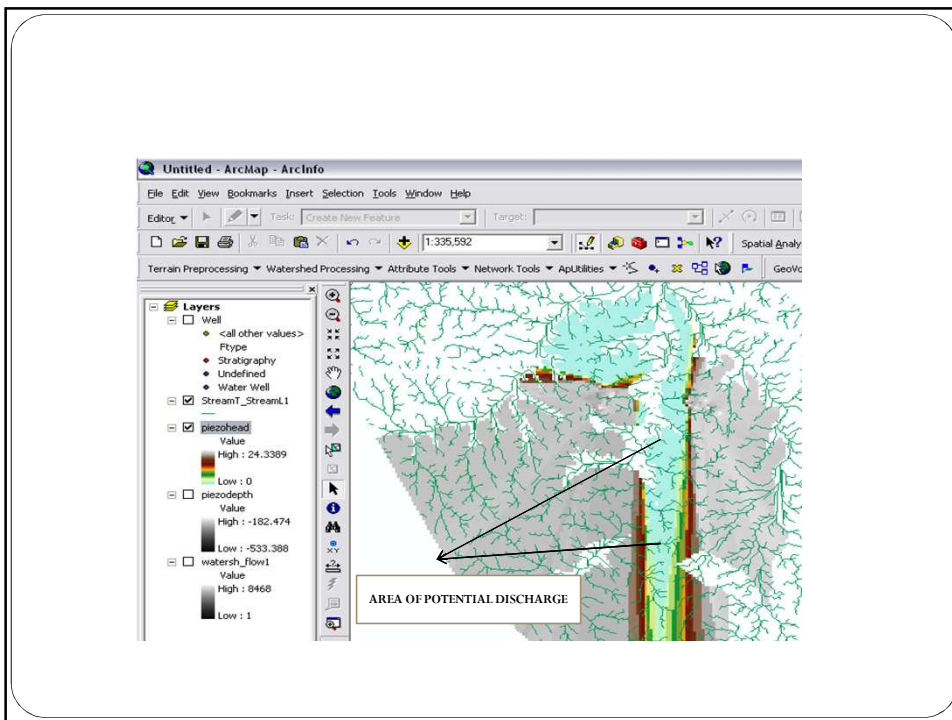 Untitled - ArcMap - ArcInfo
File Edit View Bookmarks Insert Selection Tools Window Help
Editor Task: Create New Feature Target:
1:335,592 Spatial Analy
Terrain Preprocessing Watershed Processing Attribute Tools Network Tools ApUtilities GeoVo
Layers
Well
<all other values>
Ftype
Stratigraphy
Undefined
Water Well
StreamT_StreamL1
piezohead
Value
High : 24.3389
Low : 0
piezodepth
Value
High : -182.474
Low : -533.388
watersh_flow1
Value
High : 8468
Low : 1
AREA OF POTENTIAL DISCHARGE